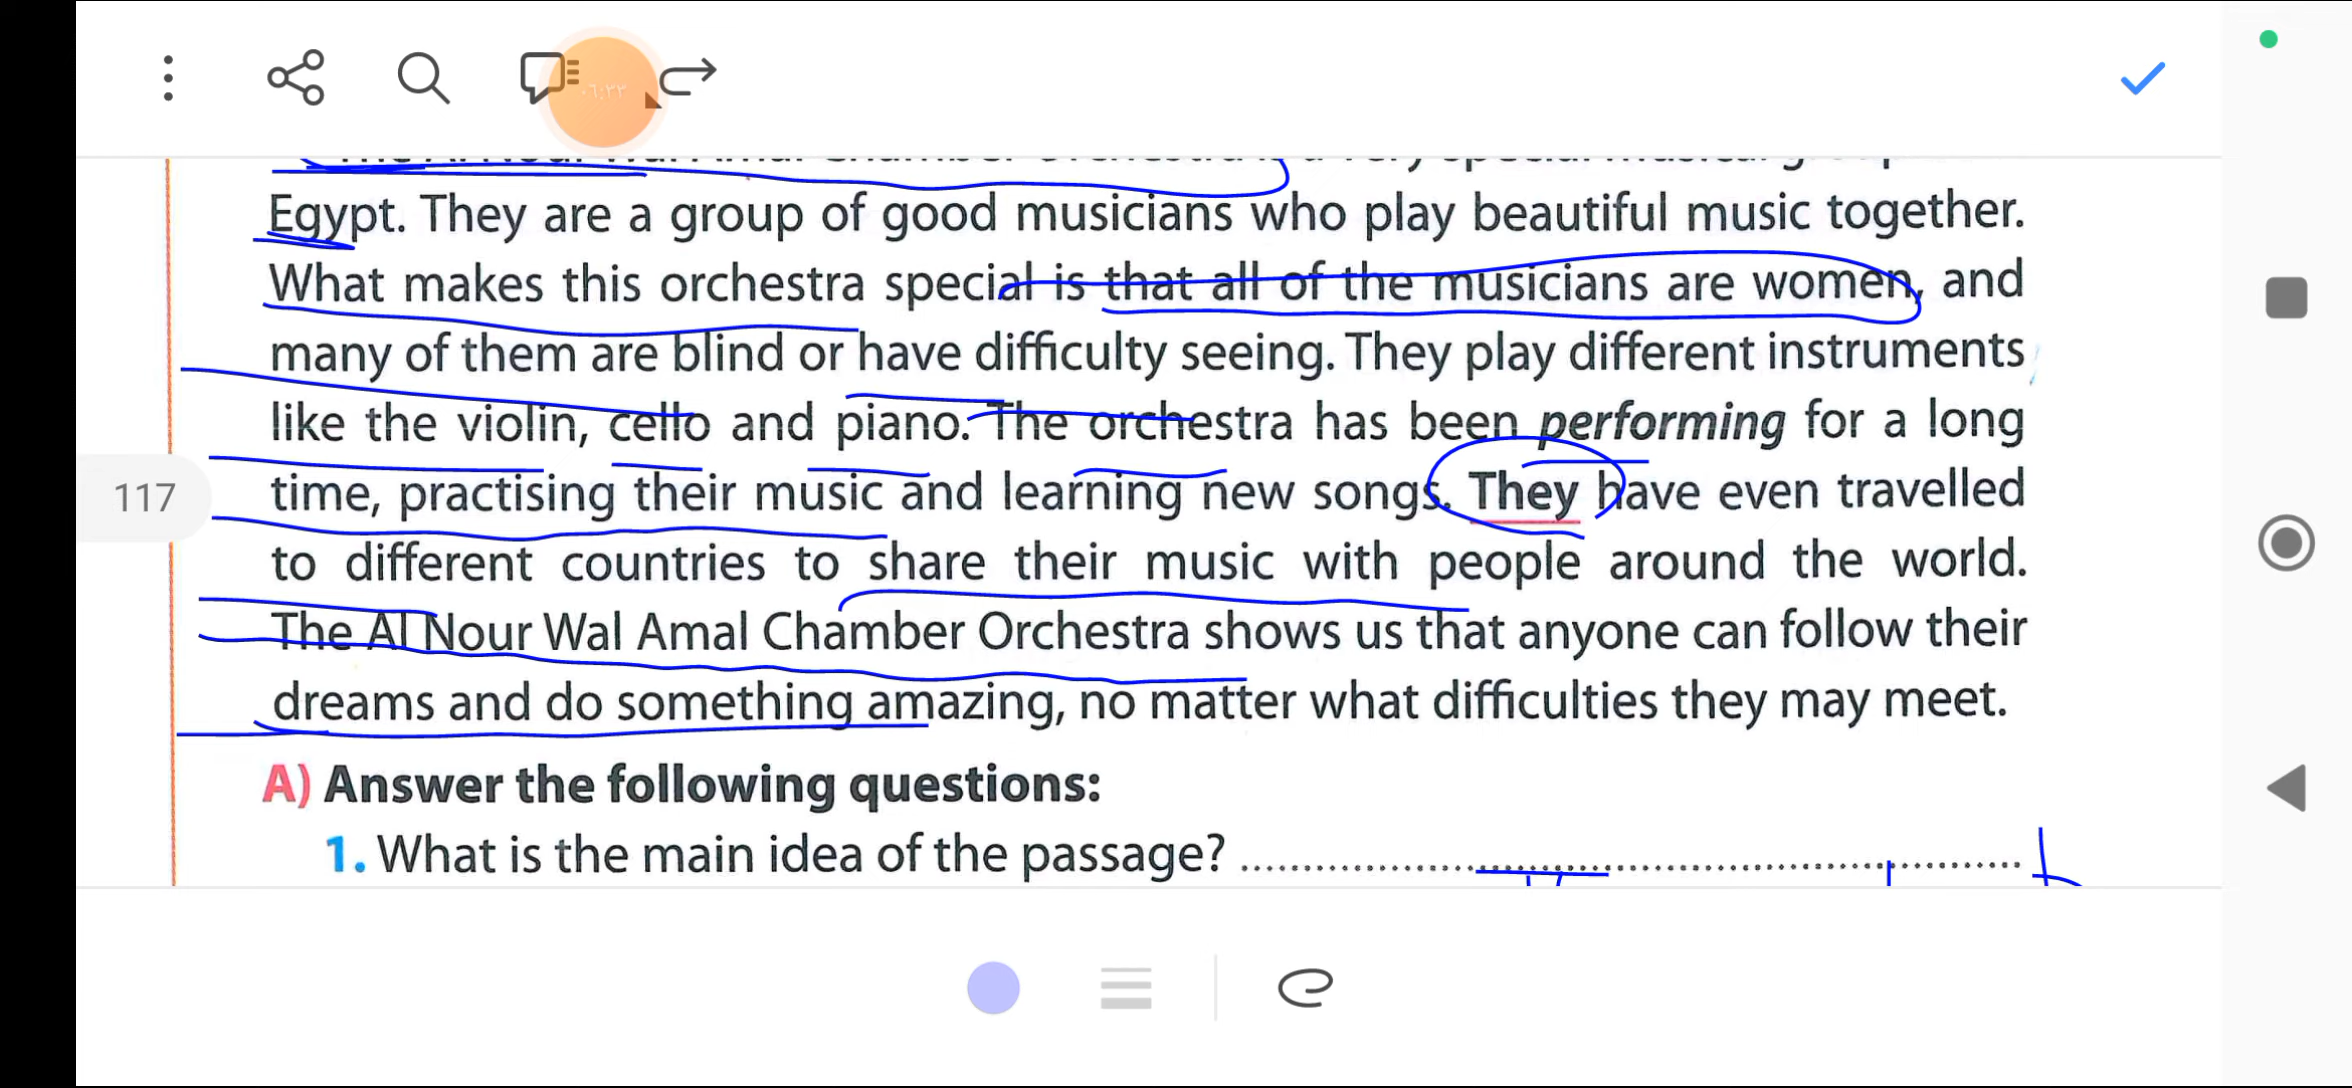 ٠٦:٣٣
Egypt. They are a group of good musicians who play beautiful music together.
What makes this orchestra special is that all of the musicians are women, and
many of them are blind or have difficulty seeing. They play different instruments
like the violin, cello and piano. The orchestra has been performing for a long
time, practising their music and learning new songs. They have even travelled
117
to different countries to share their music with people around the world.
The Al Nour Wal Amal Chamber Orchestra shows us that anyone can follow their
dreams and do something amazing, no matter what difficulties they may meet.
A) Answer the following questions:
1. What is the main idea of the passage?